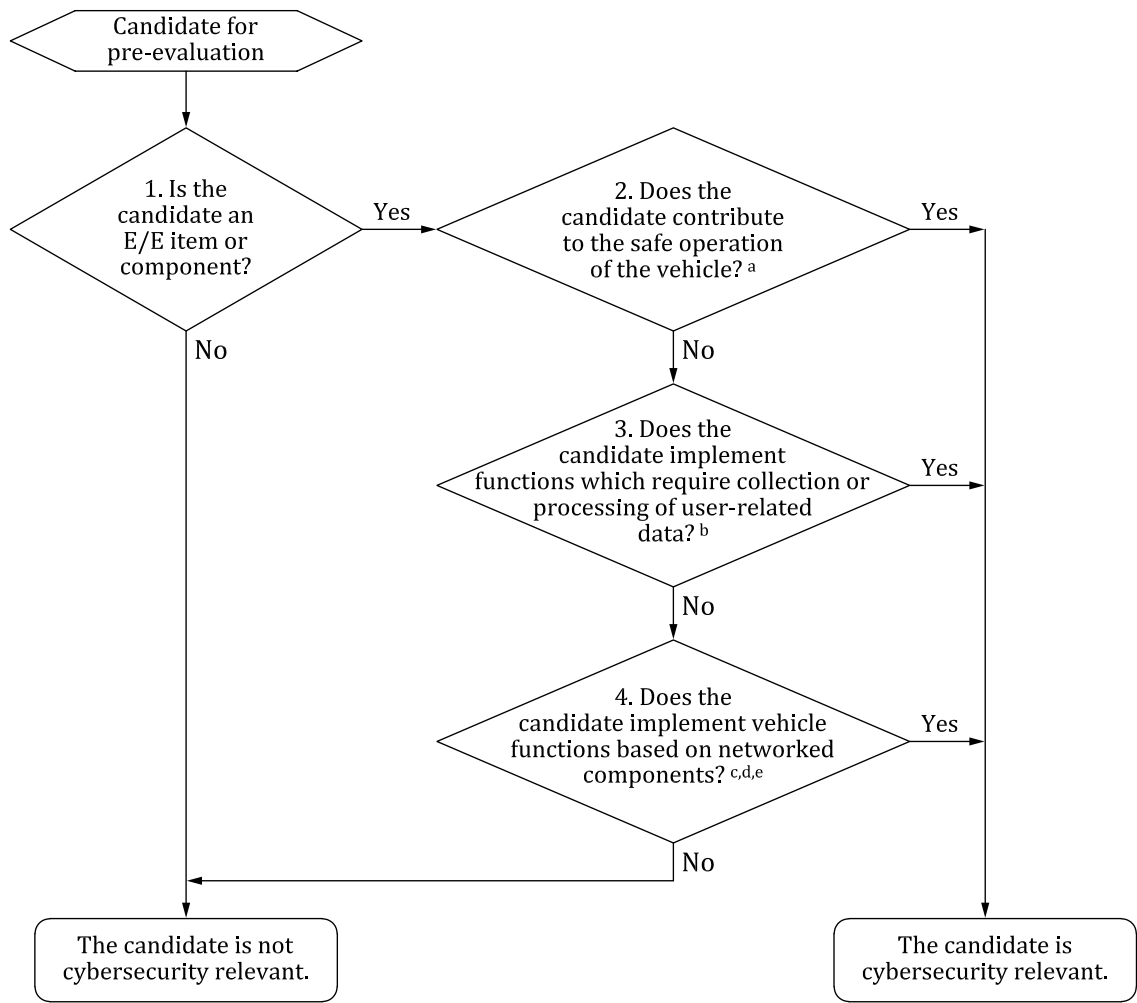 Candidate for
pre-evaluation
1. Is the
candidate an
E/E item or
component?
Yes
No
2. Does the
candidate contribute
to the safe operation
of the vehicle? a
Yes
No
3. Does the
candidate implement
functions which require collection or
processing of user-related
data? b
Yes
No
4. Does the
candidate implement vehicle
functions based on networked
components? c,d,e
Yes
No
The candidate is not
cybersecurity relevant.
The candidate is
cybersecurity relevant.